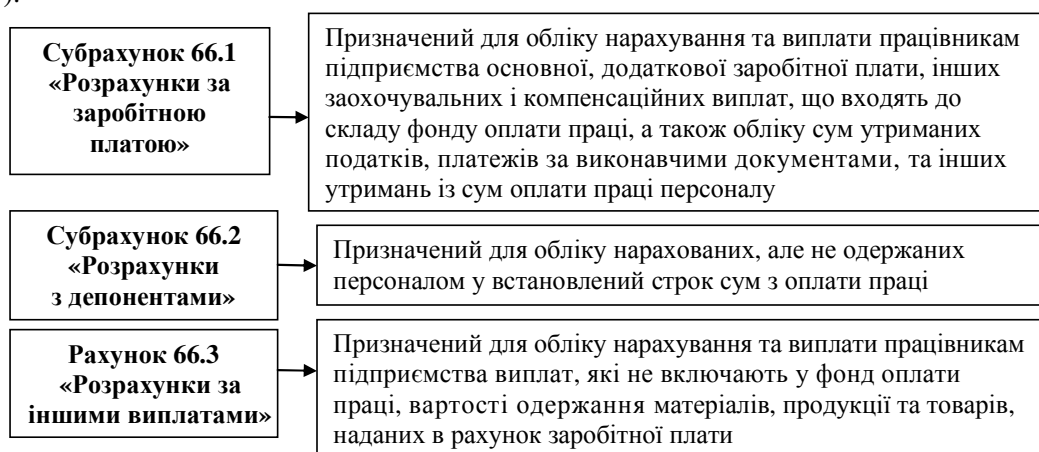 ).
Субрахунок 66.1
«Розрахунки за
заробітною
платою»
Призначений для обліку нарахування та виплати працівникам
підприємства основної, додаткової заробітної плати, інших
заохочувальних і компенсаційних виплат, що входять до
складу фонду оплати праці, а також обліку сум утриманих
податків, платежів за виконавчими документами, та інших
утримань із сум оплати праці персоналу
Субрахунок 66.2
«Розрахунки
з депонентами»
Призначений для обліку нарахованих, але не одержаних
персоналом у встановлений строк сум з оплати праці
Рахунок 66.3
«Розрахунки за
іншими виплатами»
Призначений для обліку нарахування та виплати працівникам
підприємства виплат, які не включають у фонд оплати
праці, вартості одержання матеріалів, продукції та товарів,
наданих в рахунок заробітної плати